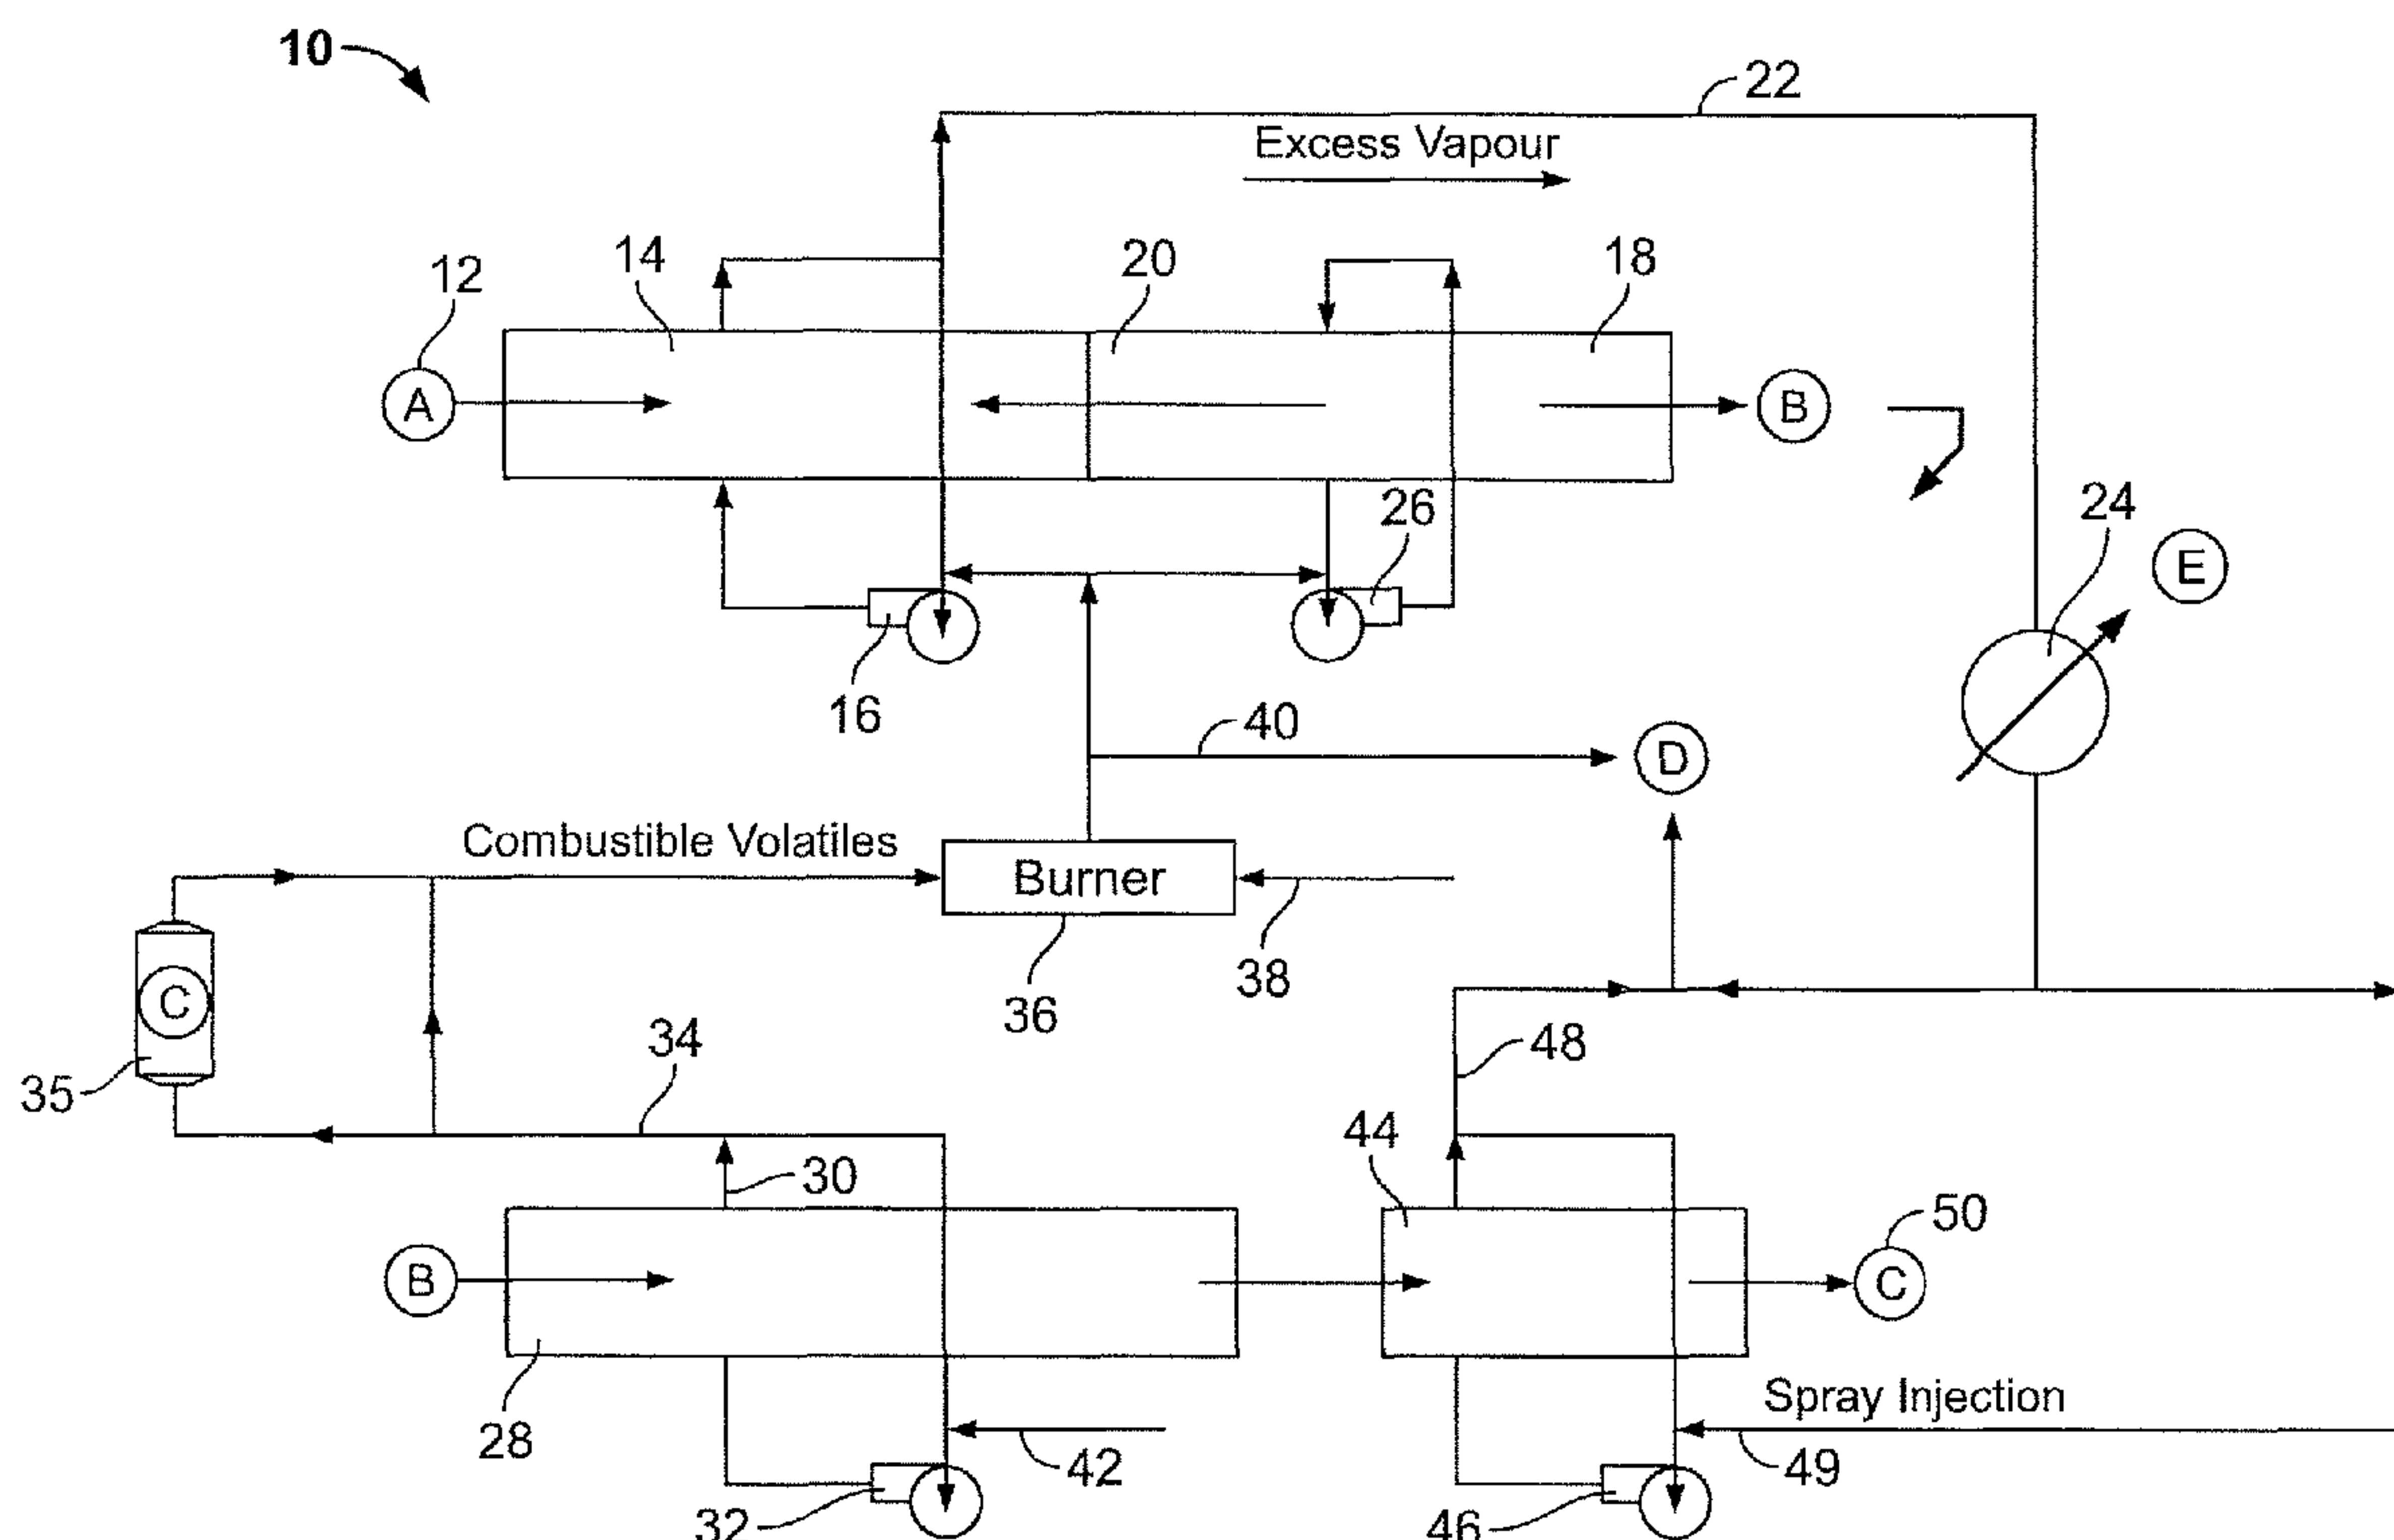 10
22
Excess Vapour
12
14
20
18
A
B
26
24
E
16
40
D
Combustible Volatiles
Burner
38
36
C
35
34
48
44
30
50
B
C
28
Spray Injection
42
49
32
46